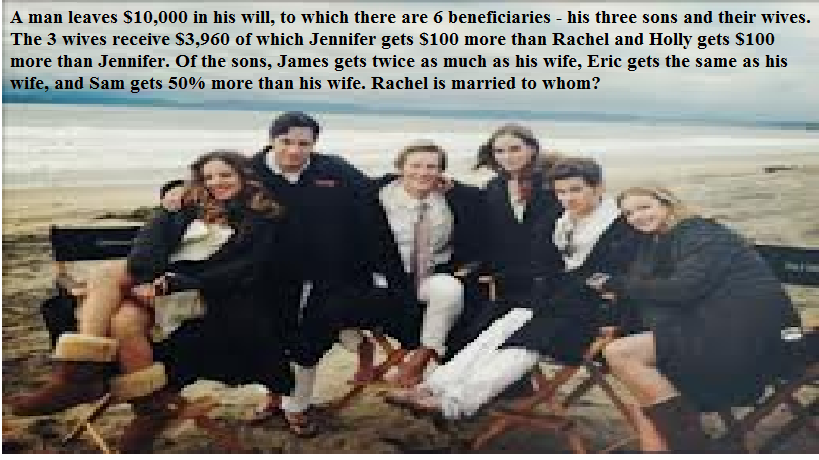 A man leaves $10,000 in his will, to which there are 6 beneficiaries - his three sons and their wives.
The 3 wives receive $3,960 of which Jennifer gets $100 more than Rachel and Holly gets $100
more than Jennifer. Of the sons, James gets twice as much as his wife, Eric gets the same as his
wife, and Sam gets 50% more than his wife. Rachel is married to whom?